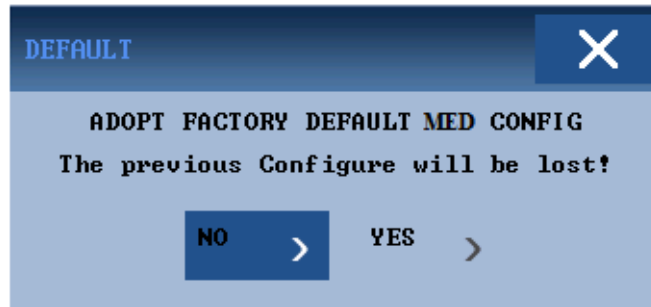 DEFAULT
ADOPT FACTORY DEFAULT MED CONFIG
The previous Configure will be lost!
NO YES